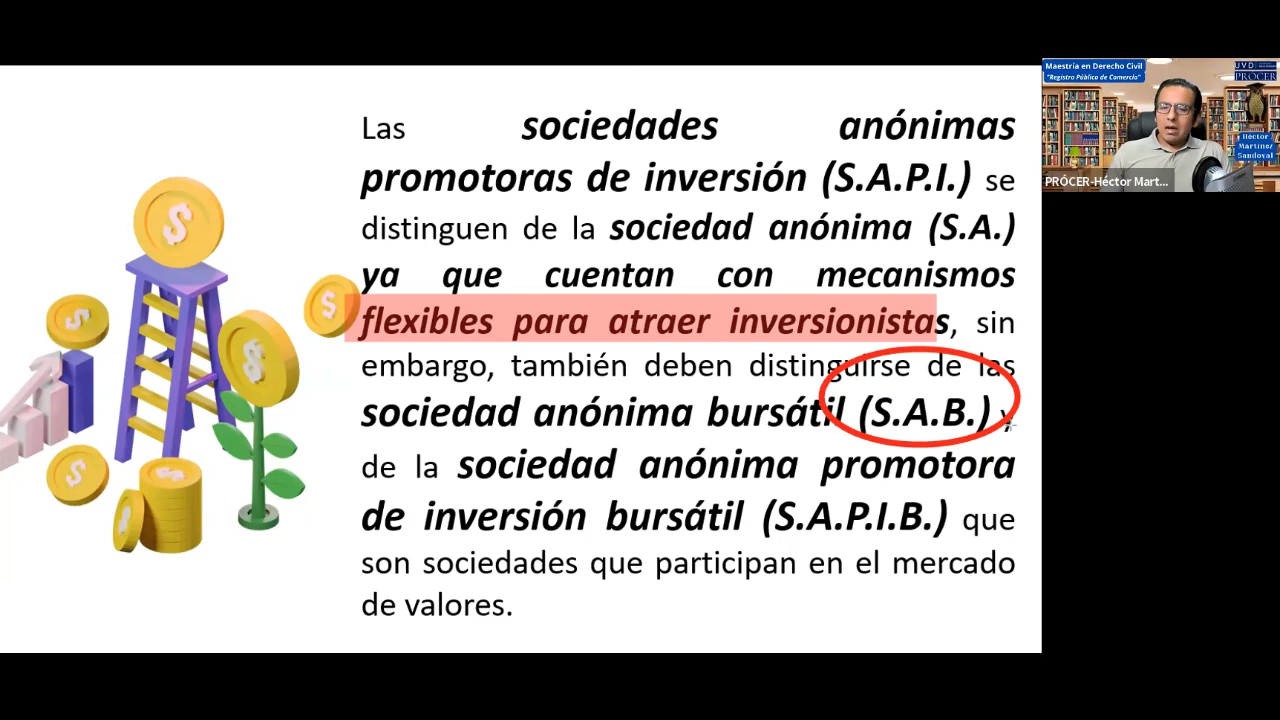 Las sociedades anónimas
promotoras de inversión (S.A.P.I.) se
distinguen de la sociedad anónima (S.A.)
ya que cuentan con mecanismos
flexibles para atraer inversionistas, sin
embargo, también deben distinguirse de las
sociedad anónima bursátil (S.A.B.) y
de la sociedad anónima promotora
de inversión bursátil (S.A.P.I.B.) que
son sociedades que participan en el mercado
de valores.
Maestría en Derecho Civil
"Registro Público de Comercio"
UVD
PRÓCER
Héctor
Martínez
Sandoval
PRÓCER-Héctor Mart...